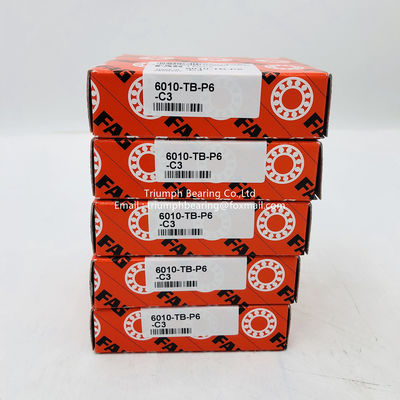 6010-TB-P6
-C3
FAG
6010-TB-P6
-C3
FAG
Triumph Bearing Co.,Ltd
Email : triumphbearing@foxmail.com
6010-TB-P6
-C3
FAG
6010-TB-P6
-C3
FAG
6010-TB-P6
-C3
FAG